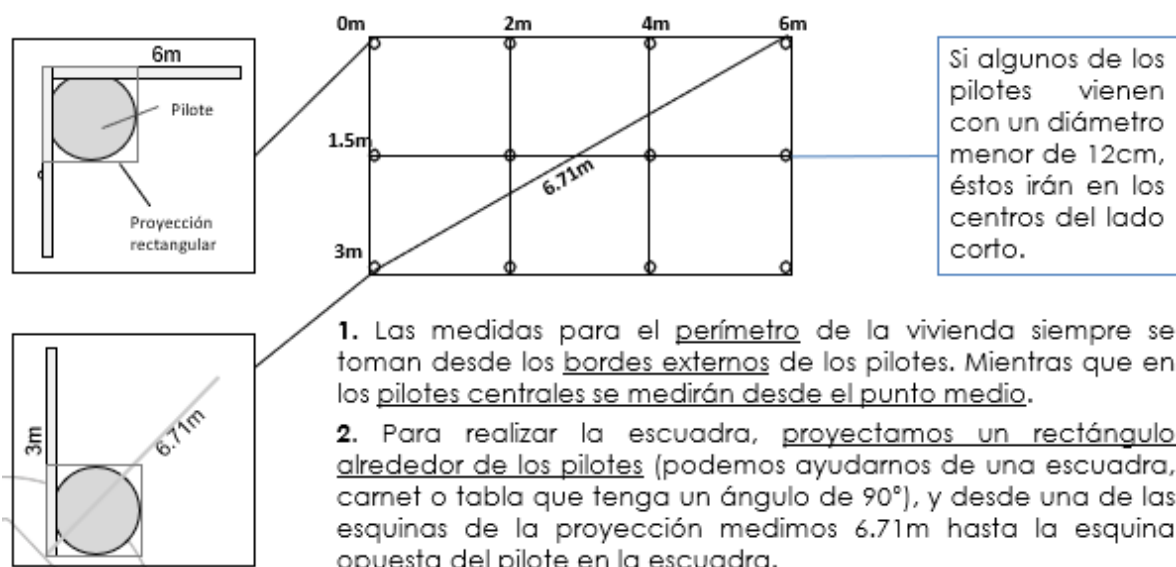 6m
Pilote
Proyección
rectangular
0m
2m
4m
6m
1.5m
6.71m
3m
Si algunos de los
pilotes vienen
con un diámetro
menor de 12cm,
éstos irán en los
centros del lado
corto.
3m
6.71m
1. Las medidas para el perímetro de la vivienda siempre se
toman desde los bordes externos de los pilotes. Mientras que en
los pilotes centrales se medirán desde el punto medio.
2. Para realizar la escuadra, proyectamos un rectángulo
alrededor de los pilotes (podemos ayudarnos de una escuadra,
carnet o tabla que tenga un ángulo de 90°), y desde una de las
esquinas de la proyección medimos 6.71m hasta la esquina
opuesta del pilote en la escuadra.